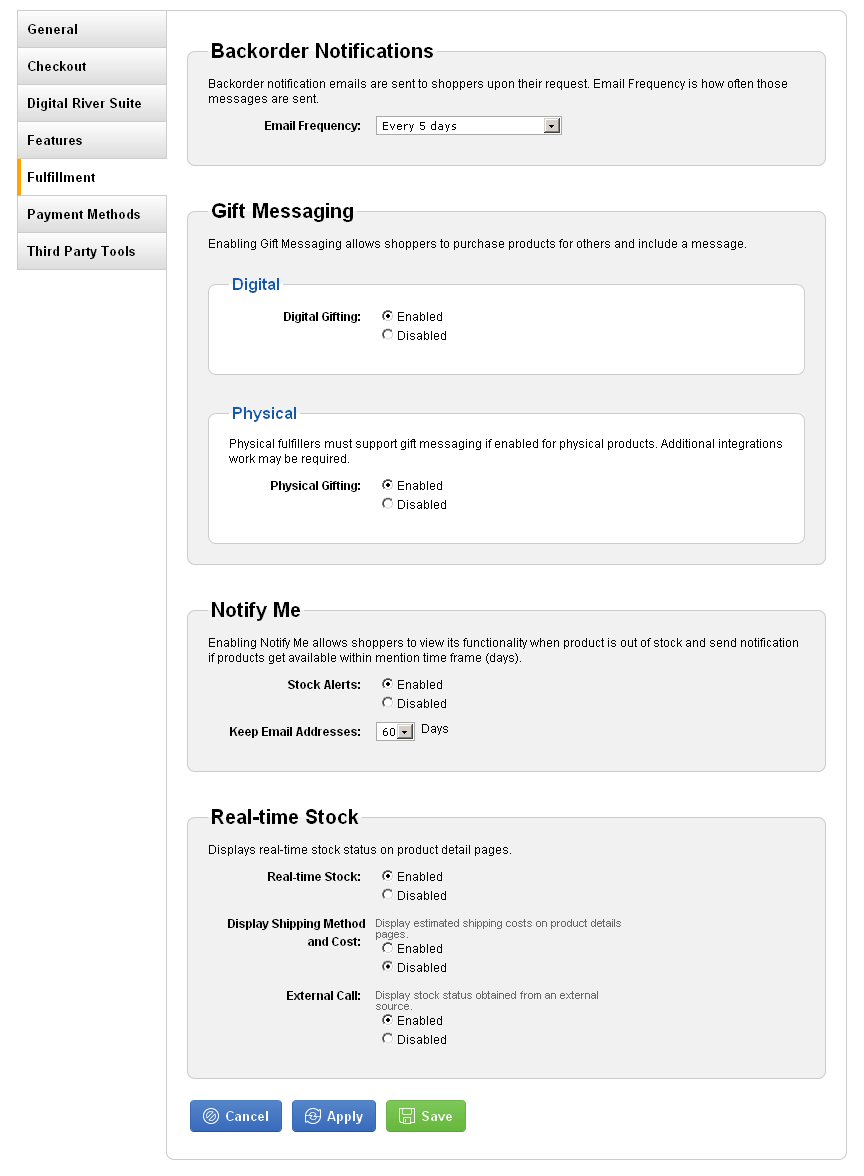 General
Checkout
Digital River Suite
Features
Fulfillment
Payment Methods
Third Party Tools
Backorder Notifications
Backorder notification emails are sent to shoppers upon their request. Email Frequency is how often those
messages are sent.
Email Frequency: Every 5 days
Gift Messaging
Enabling Gift Messaging allows shoppers to purchase products for others and include a message.
Digital
Digital Gifting: Enabled
Disabled
Physical
Physical fulfillers must support gift messaging if enabled for physical products. Additional integrations
work may be required.
Physical Gifting: Enabled
Disabled
Notify Me
Enabling Notify Me allows shoppers to view its functionality when product is out of stock and send notification
if products get available within mention time frame (days).
Stock Alerts: Enabled
Disabled
Keep Email Addresses: 60 Days
Real-time Stock
Displays real-time stock status on product detail pages.
Real-time Stock: Enabled
Disabled
Display Shipping Method
and Cost:
Display estimated shipping costs on product details
pages.
Enabled
Disabled
External Call:
Display stock status obtained from an external
source.
Enabled
Disabled
Cancel
Apply
Save